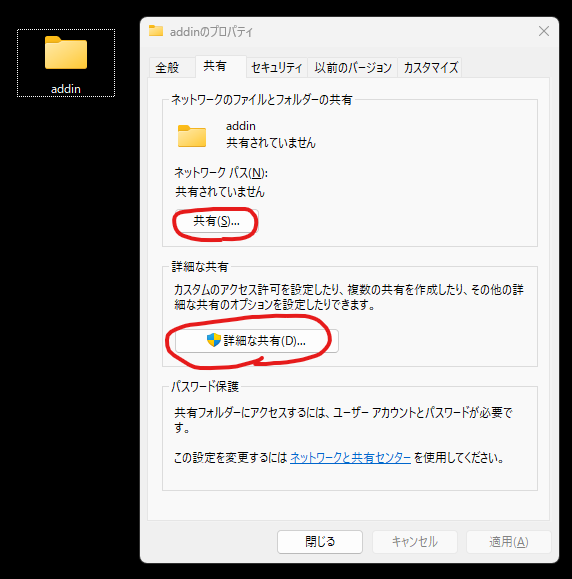 addin
addinのプロパティ
全般
共有
セキュリティ
以前のバージョン
カスタマイズ
ネットワークのファイルとフォルダーの共有
addin
共有されていません
ネットワーク パス(N):
共有されていません
共有(S)...
詳細な共有
カスタムのアクセス許可を設定したり、複数の共有を作成したり、その他の詳
細な共有のオプションを設定したりできます。
詳細な共有(D)...
パスワード保護
共有フォルダーにアクセスするには、ユーザー アカウントとパスワードが必要で
す。
この設定を変更するには ネットワークと共有センター を使用してください。
閉じる
キャンセル
適用(A)